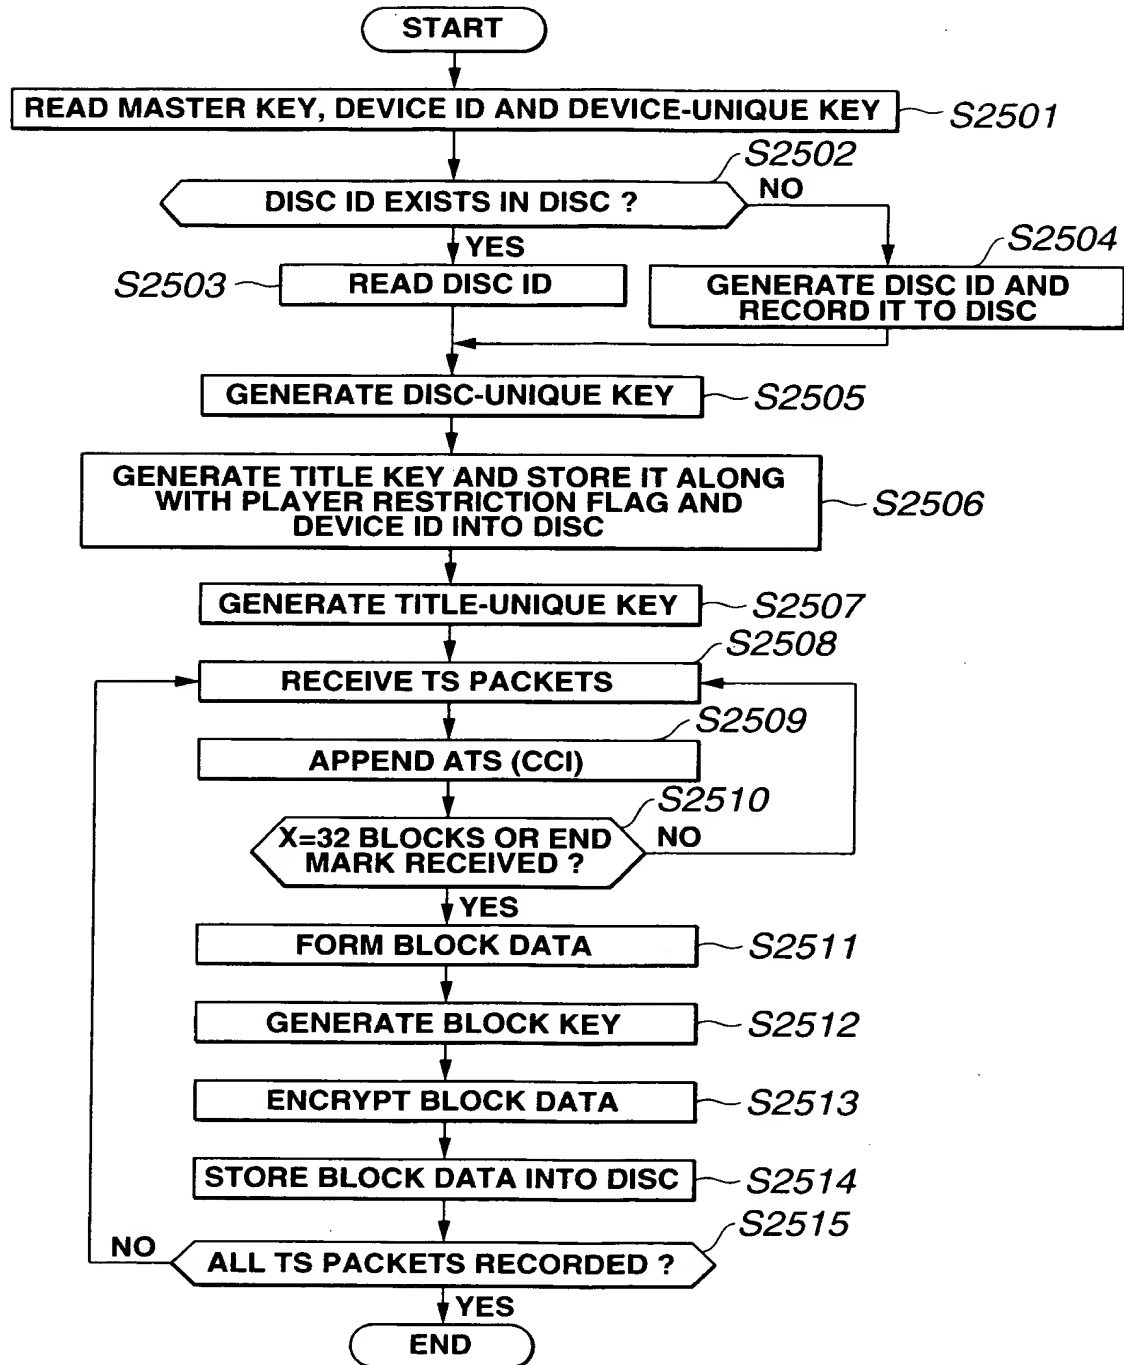 START
READ MASTER KEY, DEVICE ID AND DEVICE-UNIQUE KEY
S2501
S2502
DISC ID EXISTS IN DISC ?
NO
YES
S2503
READ DISC ID
S2504
GENERATE DISC ID AND
RECORD IT TO DISC
GENERATE DISC-UNIQUE KEY
S2505
GENERATE TITLE KEY AND STORE IT ALONG
WITH PLAYER RESTRICTION FLAG AND
DEVICE ID INTO DISC
S2506
GENERATE TITLE-UNIQUE KEY
S2507
S2508
RECEIVE TS PACKETS
S2509
APPEND ATS (CCI)
S2510
X=32 BLOCKS OR END
MARK RECEIVED ?
NO
YES
FORM BLOCK DATA
S2511
GENERATE BLOCK KEY
S2512
ENCRYPT BLOCK DATA
S2513
STORE BLOCK DATA INTO DISC
S2514
S2515
NO
ALL TS PACKETS RECORDED ?
YES
END